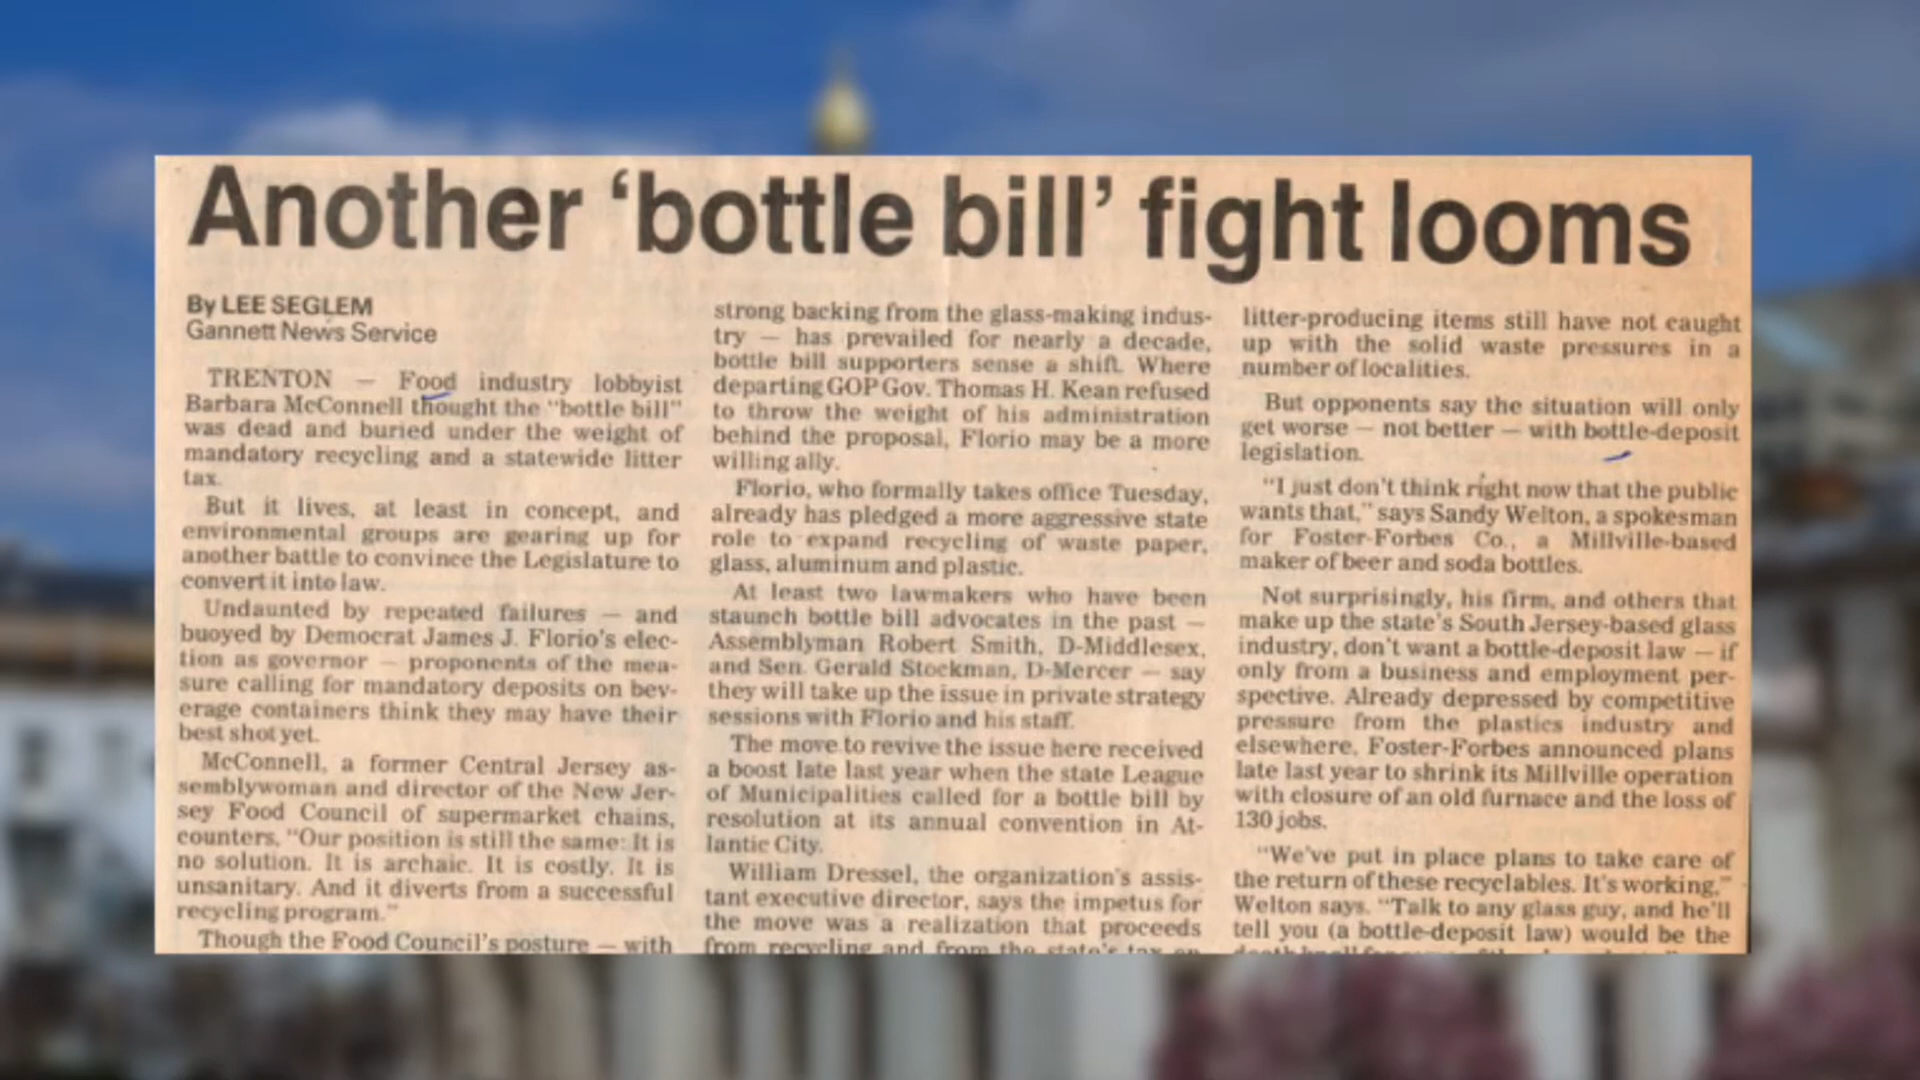 Another ‘bottle bill’ fight looms
By LEE SEGLEM
Gannett News Service
TRENTON — Food industry lobbyist
Barbara McConnell thought the "bottle bill"
was dead and buried under the weight of
mandatory recycling and a statewide litter
tax.
But it lives, at least in concept, and
environmental groups are gearing up for
another battle to convince the Legislature to
convert it into law.
Undaunted by repeated failures — and
buoyed by Democrat James J. Florio's elec-
tion as governor — proponents of the mea-
sure calling for mandatory deposits on bev-
erage containers think they may have their
best shot yet.
McConnell, a former Central Jersey as-
semblywoman and director of the New Jer-
sey Food Council of supermarket chains,
counters, "Our position is still the same: It is
no solution. It is archaic. It is costly. It is
unsanitary. And it diverts from a successful
recycling program."
Though the Food Council's posture — with
strong backing from the glass-making indus-
try — has prevailed for nearly a decade,
bottle bill supporters sense a shift. Where
departing GOP Gov. Thomas H. Kean refused
to throw the weight of his administration
behind the proposal, Florio may be a more
willing ally.
Florio, who formally takes office Tuesday,
already has pledged a more aggressive state
role to expand recycling of waste paper,
glass, aluminum and plastic.
At least two lawmakers who have been
staunch bottle bill advocates in the past —
Assemblyman Robert Smith, D-Middlesex,
and Sen. Gerald Stockman, D-Mercer — say
they will take up the issue in private strategy
sessions with Florio and his staff.
The move to revive the issue here received
a boost late last year when the state League
of Municipalities called for a bottle bill by
resolution at its annual convention in At-
lantic City.
William Dressel, the organization's assis-
tant executive director, says the impetus for
the move was a realization that proceeds
from recycling and from the state's tax on
litter-producing items still have not caught
up with the solid waste pressures in a
number of localities.
But opponents say the situation will only
get worse — not better — with bottle-deposit
legislation.
"I just don't think right now that the public
wants that," says Sandy Welton, a spokesman
for Foster-Forbes Co., a Millville-based
maker of beer and soda bottles.
Not surprisingly, his firm, and others that
make up the state's South Jersey-based glass
industry, don't want a bottle-deposit law — if
only from a business and employment per-
spective. Already depressed by competitive
pressure from the plastics industry and
elsewhere, Foster-Forbes announced plans
late last year to shrink its Millville operation
with closure of an old furnace and the loss of
130 jobs.
"We've put in place plans to take care of
the return of these recyclables. It's working,"
Welton says. "Talk to any glass guy, and he'll
tell you (a bottle-deposit law) would be the